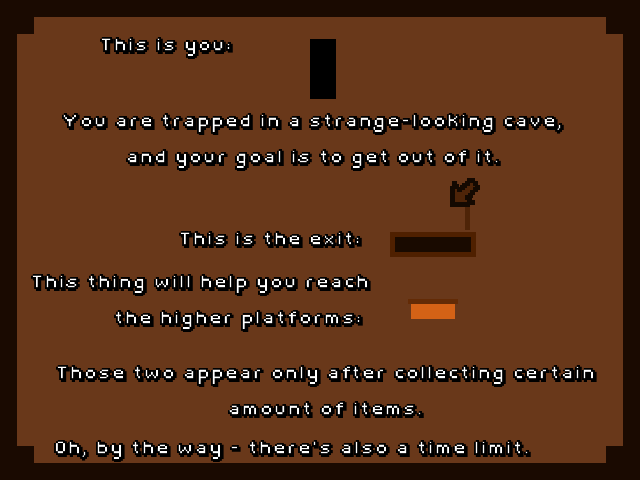 This is you:
You are trapped in a strange-looking cave,
and your goal is to get out of it.
This is the exit:
This thing will help you reach
the higher platforms:
Those two appear only after collecting certain
amount of items.
Oh, by the way - there's also a time limit.